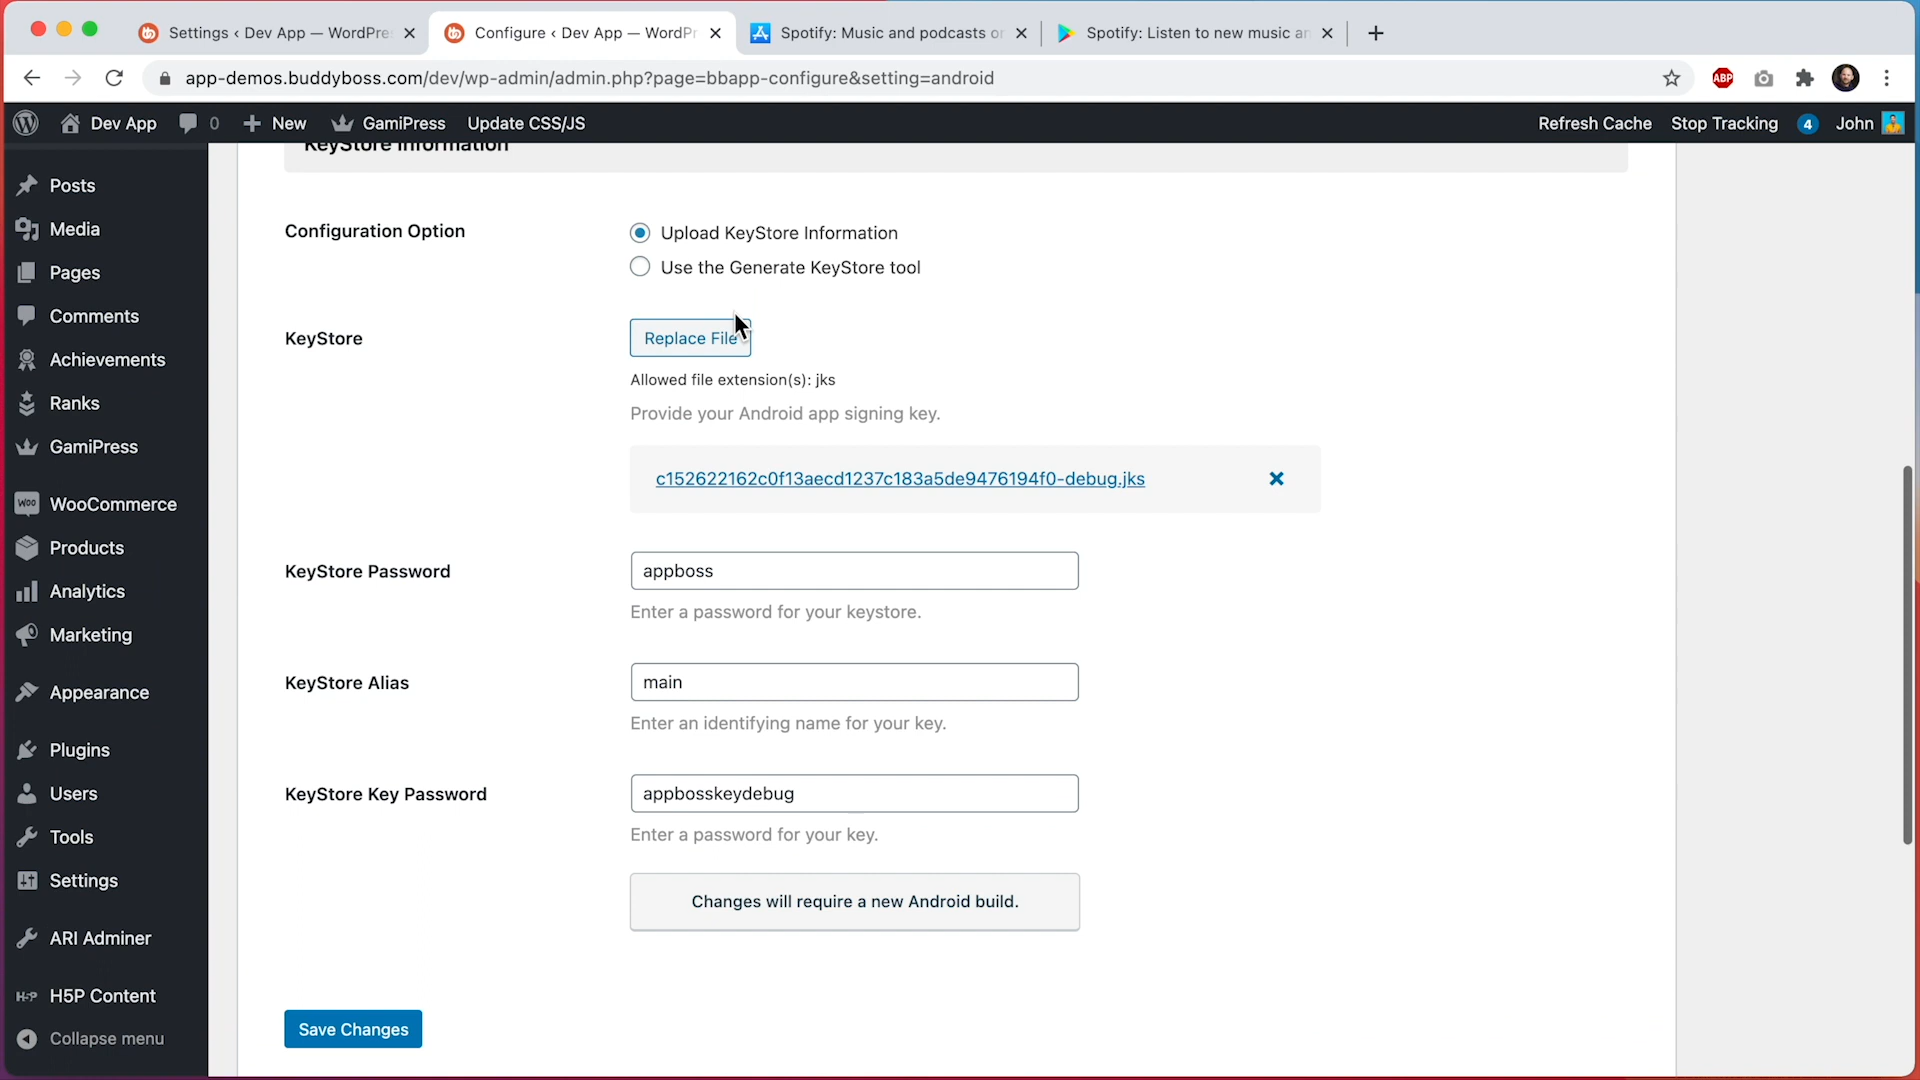 Settings ‹ Dev App — WordPre
Configure ‹ Dev App — WordPr
Spotify: Music and podcasts on
Spotify: Listen to new music an
app-demos.buddyboss.com/dev/wp-admin/admin.php?page=bbapp-configure&setting=android
ABP
Dev App
0
New
GamiPress
Update CSS/JS
Refresh Cache
Stop Tracking
4
John
Posts
Media
Pages
Comments
Achievements
Ranks
GamiPress
WooCommerce
Products
Analytics
Marketing
Appearance
Plugins
Users
Tools
Settings
ARI Adminer
H5P H5P Content
Collapse menu
KeyStore Information
Configuration Option
Upload KeyStore Information
Use the Generate KeyStore tool
KeyStore
Replace File
Allowed file extension(s): jks
Provide your Android app signing key.
c152622162c0f13aecd1237c183a5de9476194f0-debug.jks
KeyStore Password
appboss
Enter a password for your keystore.
KeyStore Alias
main
Enter an identifying name for your key.
KeyStore Key Password
appbosskeydebug
Enter a password for your key.
Changes will require a new Android build.
Save Changes